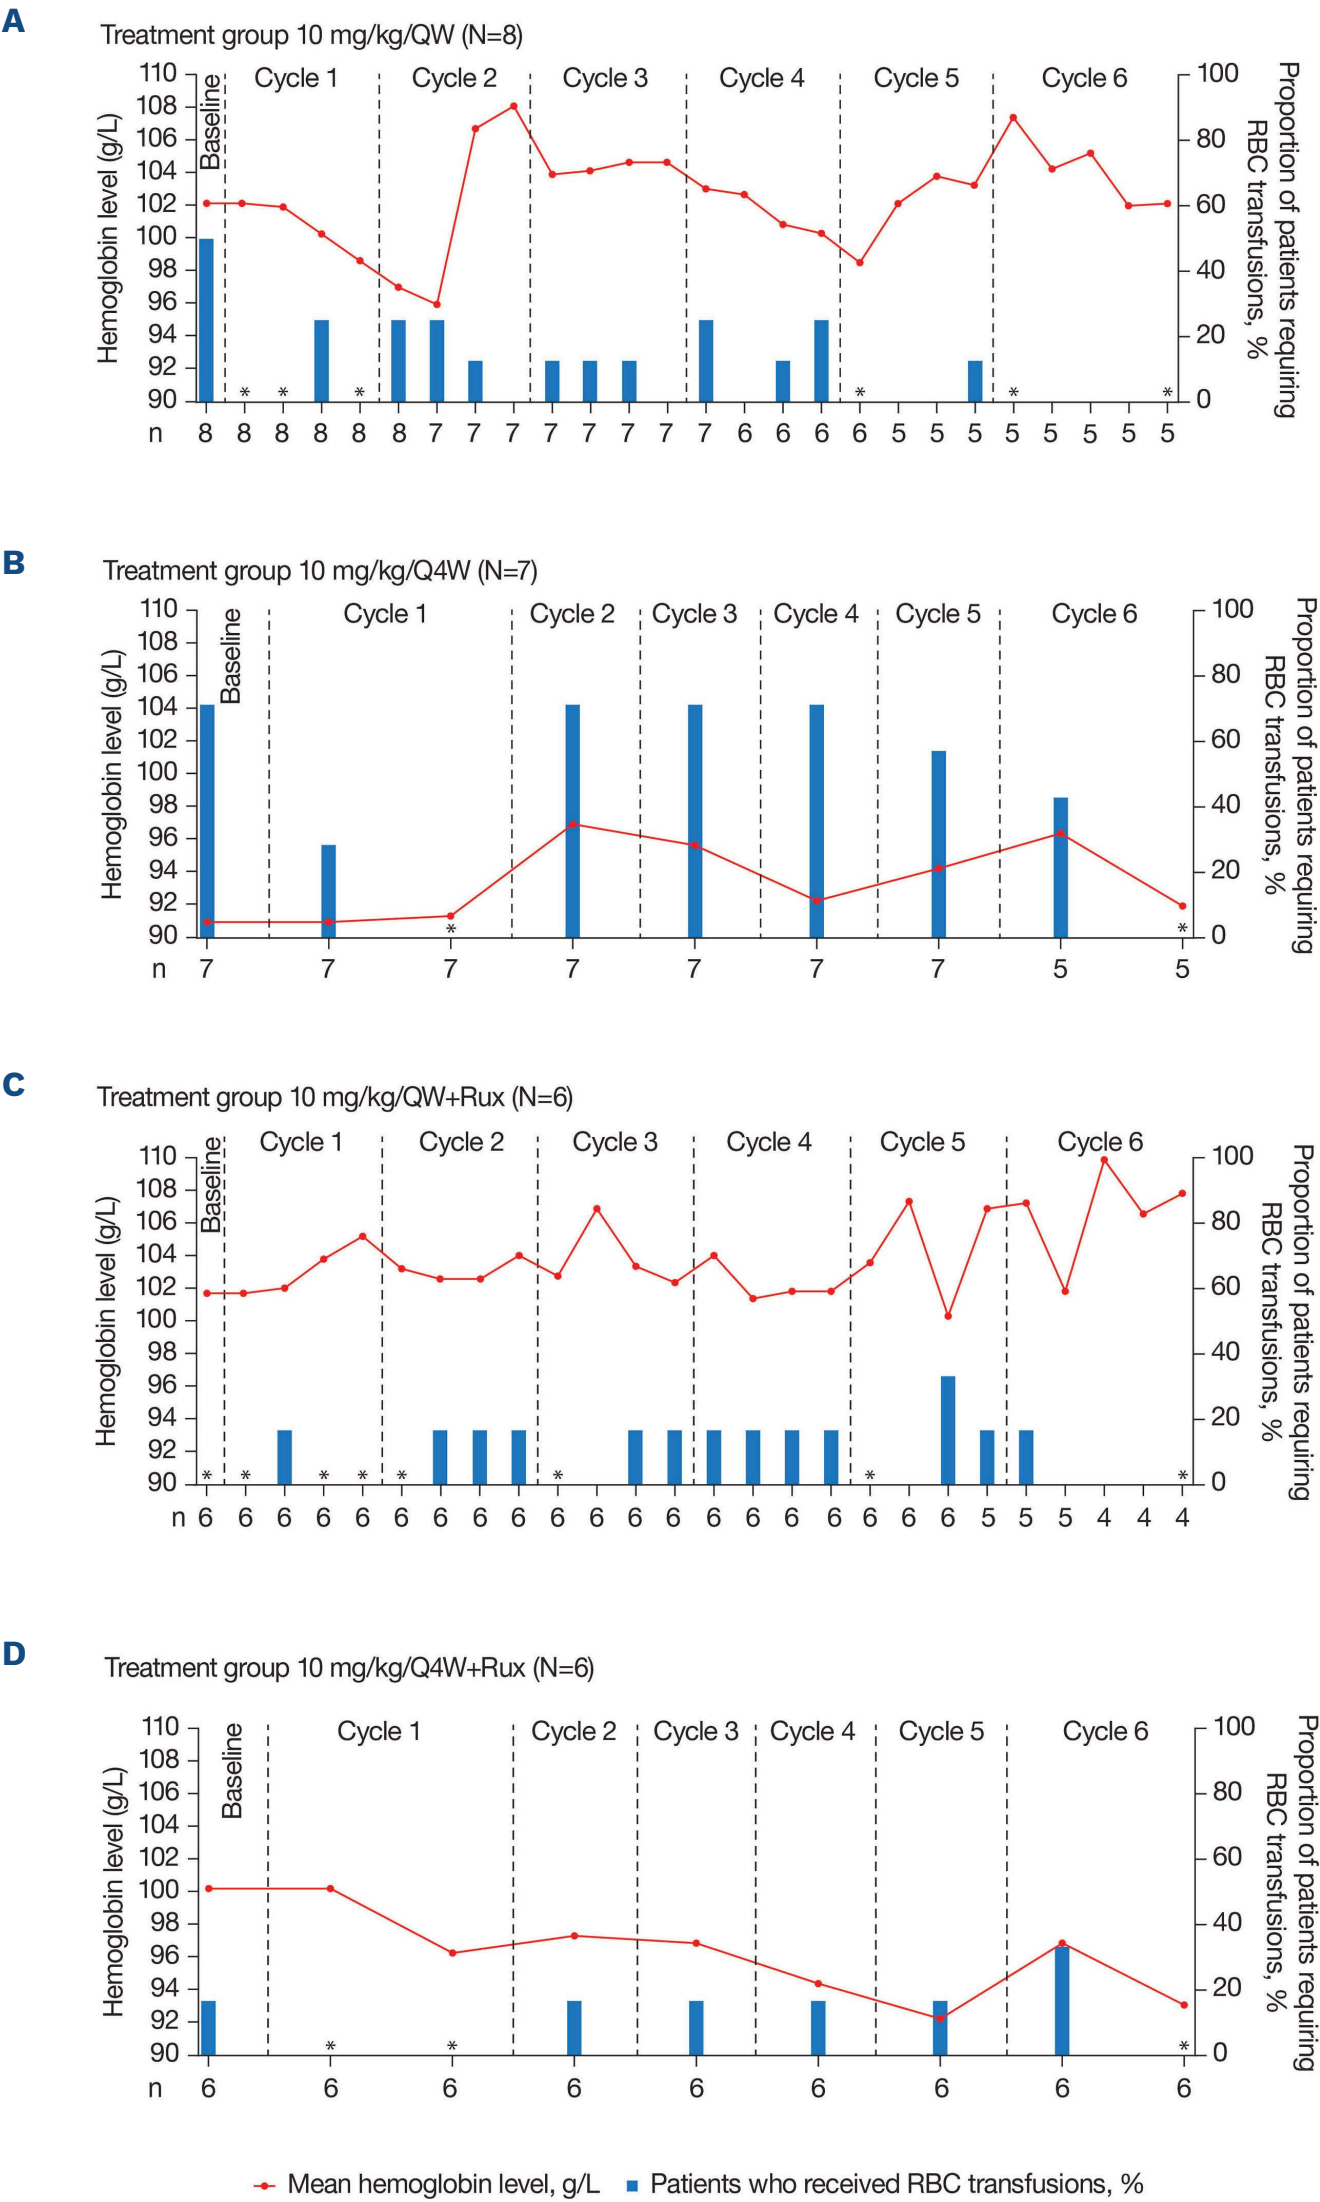 A
Treatment group 10 mg/kg/QW (N=8)
Baseline
Cycle 1 Cycle 2 Cycle 3 Cycle 4 Cycle 5 Cycle 6
Hemoglobin level (g/L)
110
108
106
104
102
100
98
96
94
92
90
100
80
60
40
20
0
Proportion of patients requiring
RBC transfusions, %
* * * * * *
n 8 8 8 8 8 8 7 7 7 7 7 7 7 7 6 6 6 6 5 5 5 5 5 5 5 5
B
Treatment group 10 mg/kg/Q4W (N=7)
Baseline
Cycle 1 Cycle 2 Cycle 3 Cycle 4 Cycle 5 Cycle 6
Hemoglobin level (g/L)
110
108
106
104
102
100
98
96
94
92
90
100
80
60
40
20
0
Proportion of patients requiring
RBC transfusions, %
* *
n 7 7 7 7 7 7 7 5 5
C
Treatment group 10 mg/kg/QW+Rux (N=6)
Baseline
Cycle 1 Cycle 2 Cycle 3 Cycle 4 Cycle 5 Cycle 6
Hemoglobin level (g/L)
110
108
106
104
102
100
98
96
94
92
90
100
80
60
40
20
0
Proportion of patients requiring
RBC transfusions, %
* * * * * * * *
n 6 6 6 6 6 6 6 6 6 6 6 6 6 6 6 6 6 6 6 6 5 5 5 4 4 4
D
Treatment group 10 mg/kg/Q4W+Rux (N=6)
Baseline
Cycle 1 Cycle 2 Cycle 3 Cycle 4 Cycle 5 Cycle 6
Hemoglobin level (g/L)
110
108
106
104
102
100
98
96
94
92
90
100
80
60
40
20
0
Proportion of patients requiring
RBC transfusions, %
* * *
n 6 6 6 6 6 6 6 6 6
Mean hemoglobin level, g/L Patients who received RBC transfusions, %